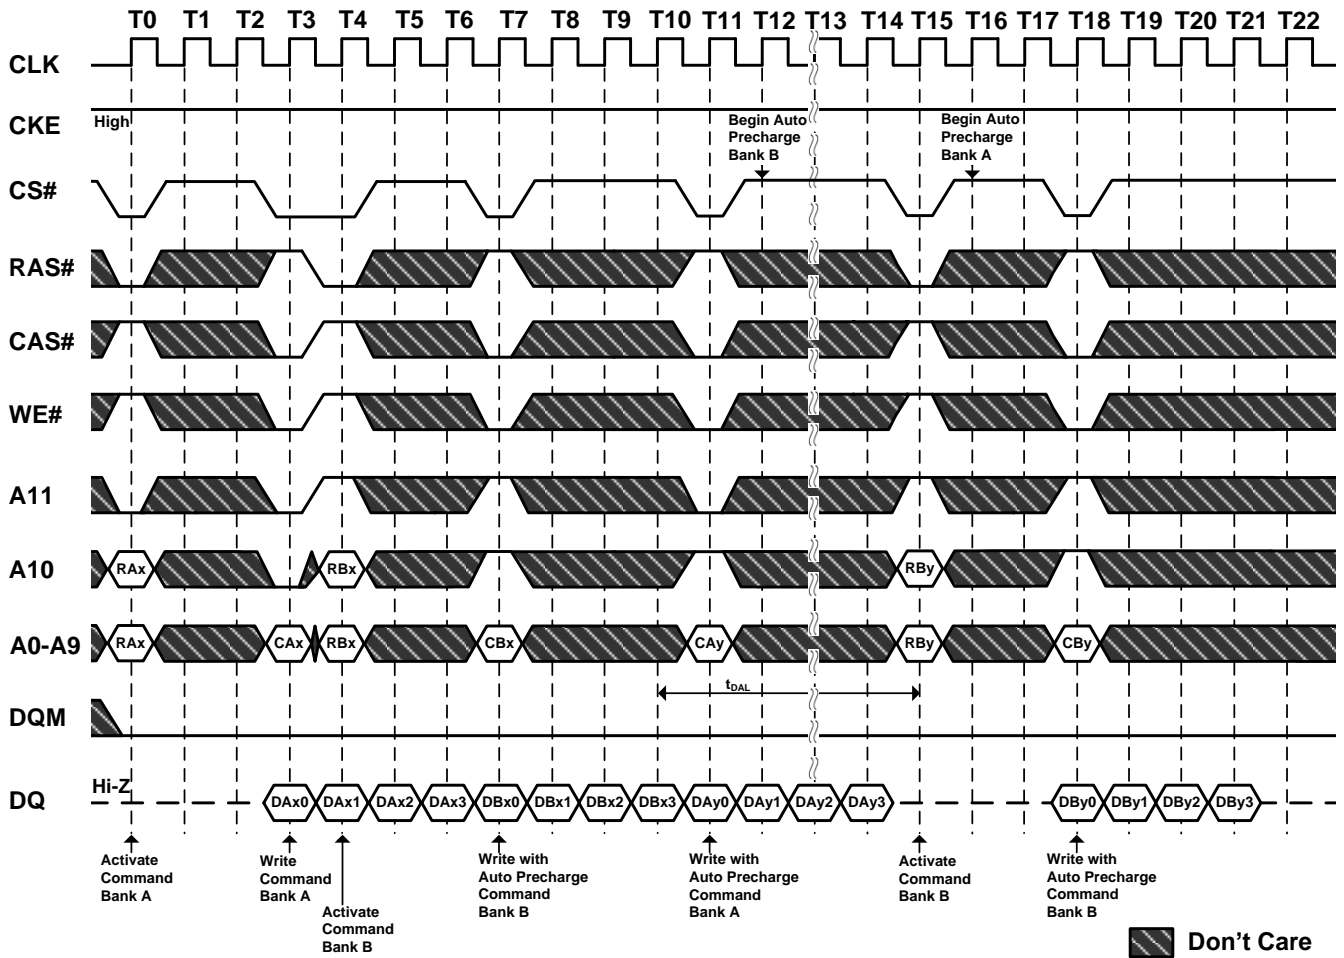 T0 T1 T2 T3 T4 T5 T6 T7 T8 T9 T10 T11 T12 T13 T14 T15 T16 T17 T18 T19 T20 T21 T22
CLK
CKE
High
Begin Auto
Precharge
Bank B
Begin Auto
Precharge
Bank A
CS#
RAS#
CAS#
WE#
A11
A10
RAx RBx RBy
A0-A9
RAx CAx RBx CBx CAy RBy CBy
tDAL
DQM
DQ
Hi-Z
DAx0 DAx1 DAx2 DAx3 DBx0 DBx1 DBx2 DBx3 DAy0 DAy1 DAy2 DAy3 DBy0 DBy1 DBy2 DBy3
Activate
Command
Bank A
Write
Command
Bank A
Activate
Command
Bank B
Write with
Auto Precharge
Command
Bank B
Write with
Auto Precharge
Command
Bank A
Activate
Command
Bank B
Write with
Auto Precharge
Command
Bank B
Don't Care